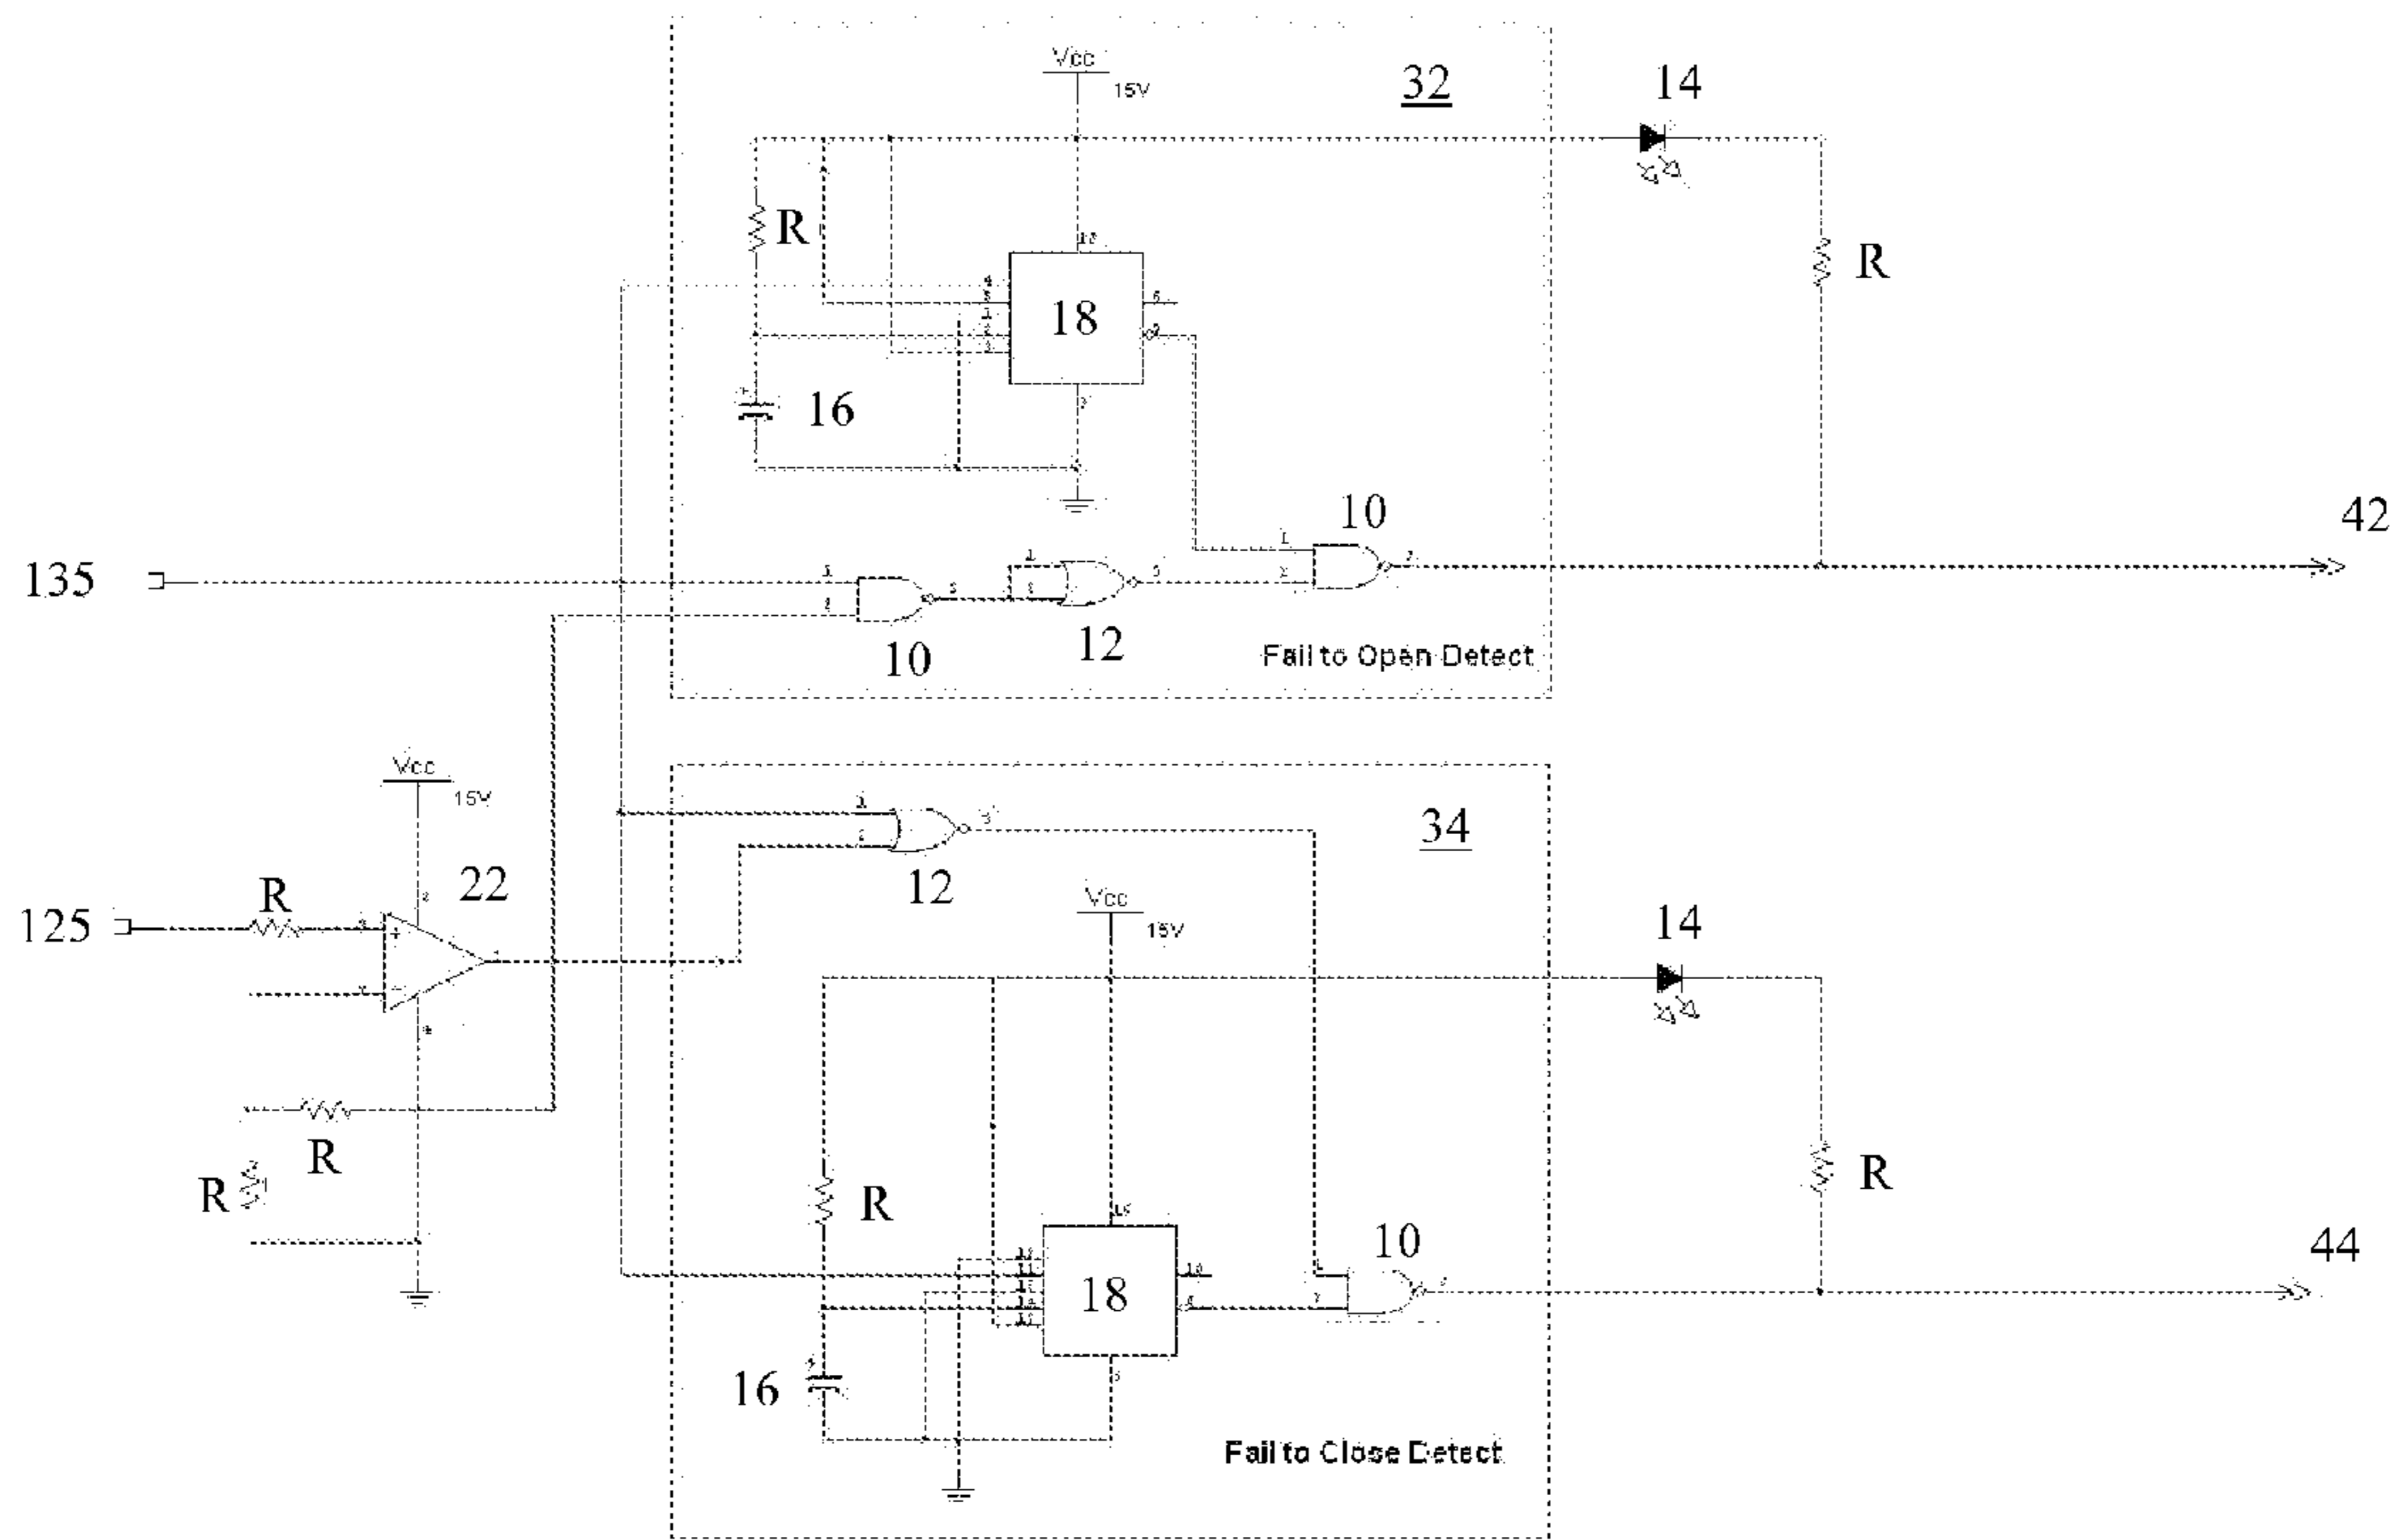 Vcc
15V
32
14
R
R
18
16
10
42
135
10
12
Fail to Open Detect
Vcc
15V
34
12
22
R
125
Vcc
15V
14
R
R
R
R
18
10
44
16
Fail to Close Detect